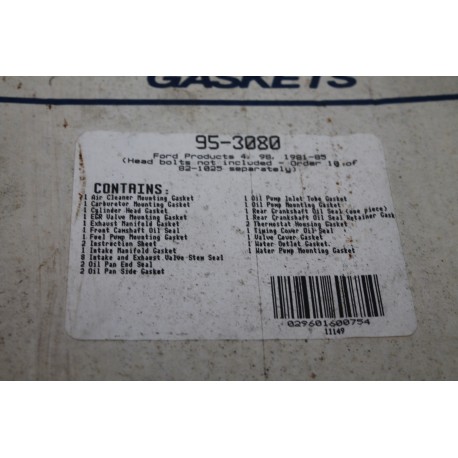 GASKETS
95-3080
Ford Products 4, 98, 1981-85
(Head bolts not included - Order 10 of
82-1025 separately)
CONTAINS:
1 Air Cleaner Mounting Gasket
1 Carburetor Mounting Gasket
1 Cylinder Head Gasket
1 EGR Valve Mounting Gasket
1 Exhaust Manifold Gasket
1 Front Camshaft Oil Seal
1 Fuel Pump Mounting Gasket
2 Instruction Sheet
1 Intake Manifold Gasket
8 Intake and Exhaust Valve Stem Seal
2 Oil Pan End Seal
2 Oil Pan Side Gasket
1 Oil Pump Inlet Tube Gasket
1 Oil Pump Mounting Gasket
1 Rear Crankshaft Oil Seal (one piece)
1 Rear Crankshaft Oil Seal Retainer Gasket
2 Thermostat Housing Gasket
1 Timing Cover Oil Seal
1 Valve Cover Gasket
1 Water Outlet Gasket
1 Water Pump Mounting Gasket
029601600754
11149